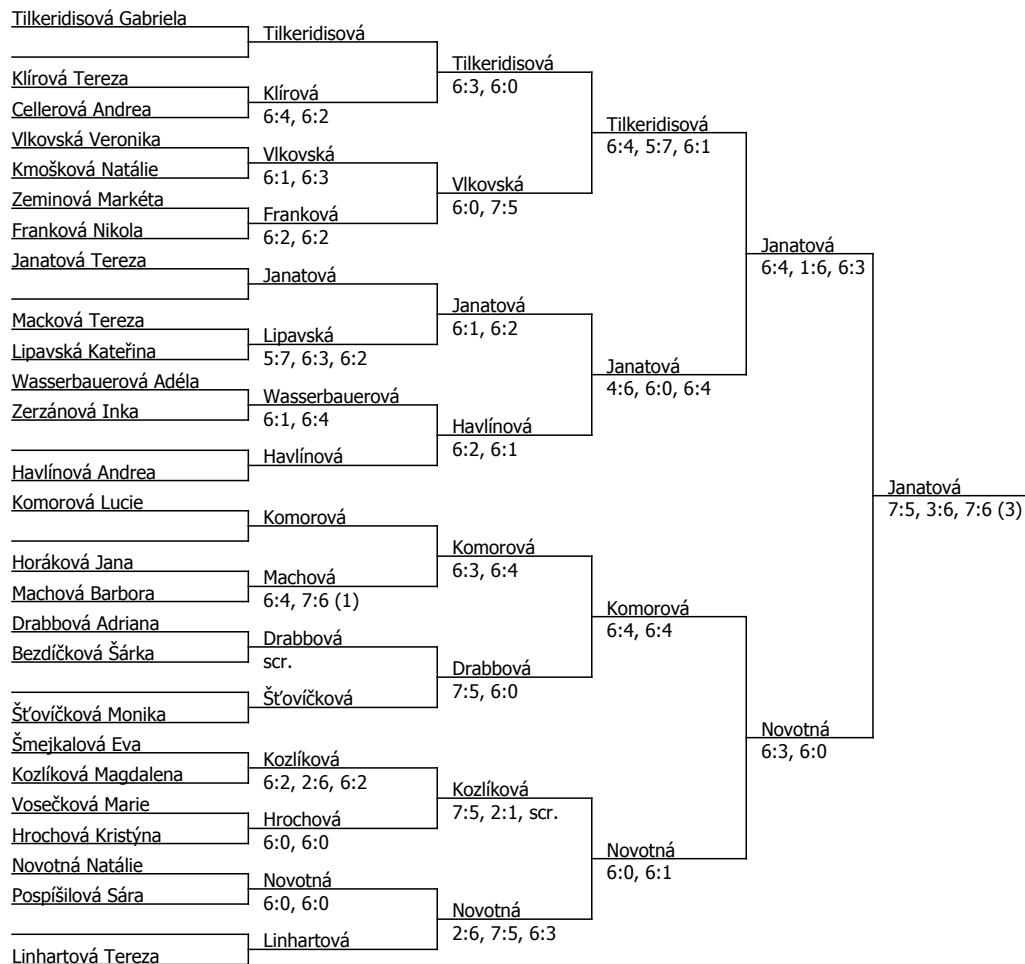 Tilkeridisová Gabriela
Klírová Tereza
Cellerová Andrea
Vlkovská Veronika
Kmošková Natálie
Zeminová Markéta
Franková Nikola
Janatová Tereza
Macková Tereza
Lipavská Kateřina
Wasserbauerová Adéla
Zerzánová Inka
Havlínová Andrea
Komorová Lucie
Horáková Jana
Machová Barbora
Drabbová Adriana
Bezdíčková Šárka
Šťovíčková Monika
Šmejkalová Eva
Kozlíková Magdalena
Vosečková Marie
Hrochová Kristýna
Novotná Natálie
Pospíšilová Sára
Linhartová Tereza
Tilkeridisová
Klírová
6:4, 6:2
Vlkovská
6:1, 6:3
Franková
6:2, 6:2
Janatová
Lipavská
5:7, 6:3, 6:2
Wasserbauerová
6:1, 6:4
Havlínová
Komorová
Machová
6:4, 7:6 (1)
Drabbová
scr.
Šťovíčková
Kozlíková
6:2, 2:6, 6:2
Hrochová
6:0, 6:0
Novotná
6:0, 6:0
Linhartová
Tilkeridisová
6:3, 6:0
Vlkovská
6:0, 7:5
Janatová
6:1, 6:2
Havlínová
6:2, 6:1
Komorová
6:3, 6:4
Drabbová
7:5, 6:0
Kozlíková
7:5, 2:1, scr.
Novotná
2:6, 7:5, 6:3
Tilkeridisová
6:4, 5:7, 6:1
Janatová
4:6, 6:0, 6:4
Komorová
6:4, 6:4
Novotná
6:0, 6:1
Janatová
6:4, 1:6, 6:3
Novotná
6:3, 6:0
Janatová
7:5, 3:6, 7:6 (3)